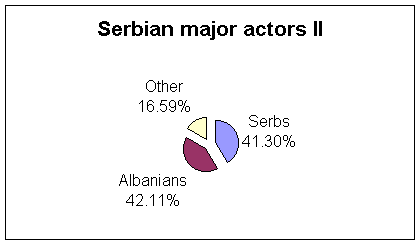 Serbian major actors II
Other
16.59%
Serbs
41.30%
Albanians
42.11%